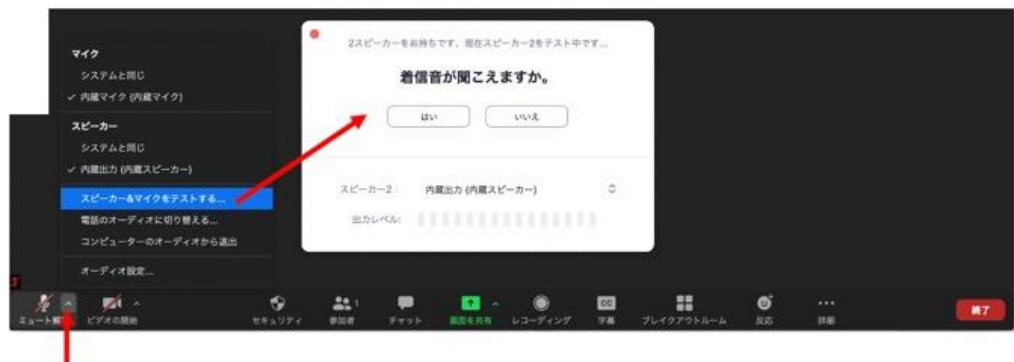 マイク
システムと同じ
✓ 内蔵マイク (内蔵マイク)
スピーカー
システムと同じ
✓ 内蔵出力 (内蔵スピーカー)
スピーカー&マイクをテストする...
電話のオーディオに切り替える...
コンピューターのオーディオから退出
オーディオ設定...
2スピーカーをお持ちです。現在スピーカー2をテスト中です...
着信音が聞こえますか。
はい
いいえ
スピーカー2:
内蔵出力 (内蔵スピーカー)
出力レベル:
ミュート解
ビデオの開始
セキュリティ
1
参加者
チャット
画面を共有
レコーディング
CC
字幕
ブレイクアウトルーム
反応
詳細
終了